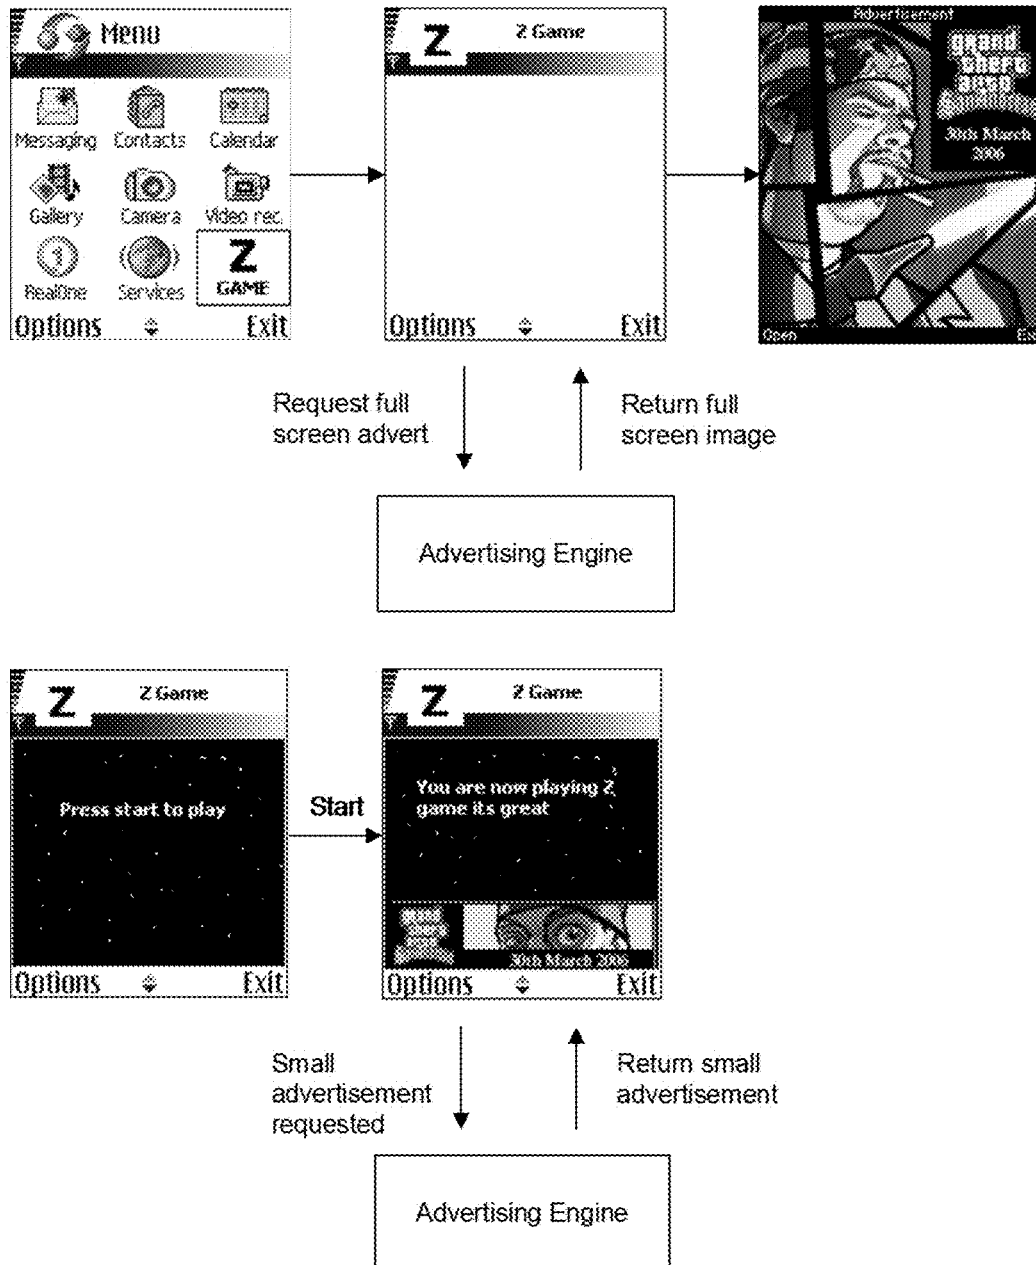 Menu
Messaging Contacts Calendar
Gallery Camera Video rec.
RealOne Services Z
GAME
Options Exit
Z Z Game
Options Exit
Advertisement
grand
theft
auto
30th March
2006
Open
Request full
screen advert
Return full
screen image
Advertising Engine
Z Z Game
Press start to play
Options Exit
Start
Z Z Game
You are now playing Z
game its great
30th March 2006
Options Exit
Small
advertisement
requested
Return small
advertisement
Advertising Engine